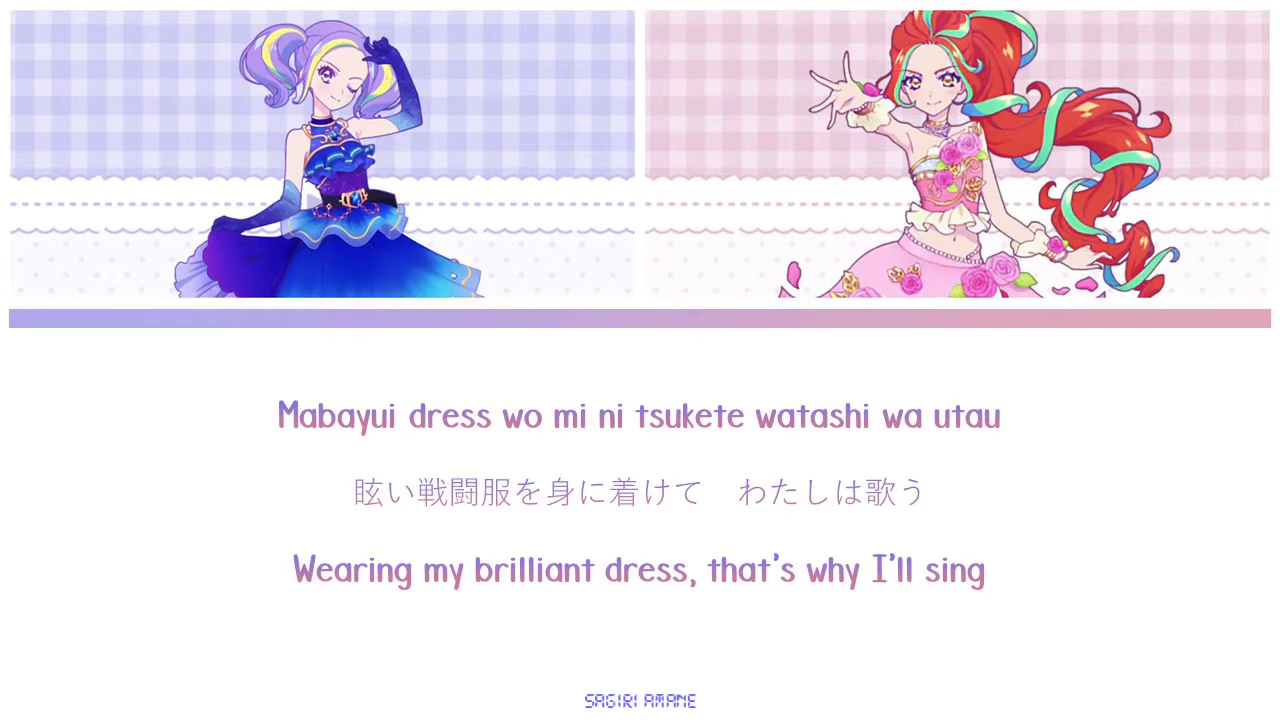 Mabayui dress wo mi ni tsukete watashi wa utau
眩い戦闘服を身に着けて　わたしは歌う
Wearing my brilliant dress, that's why I'll sing
SAGIRI AMANE